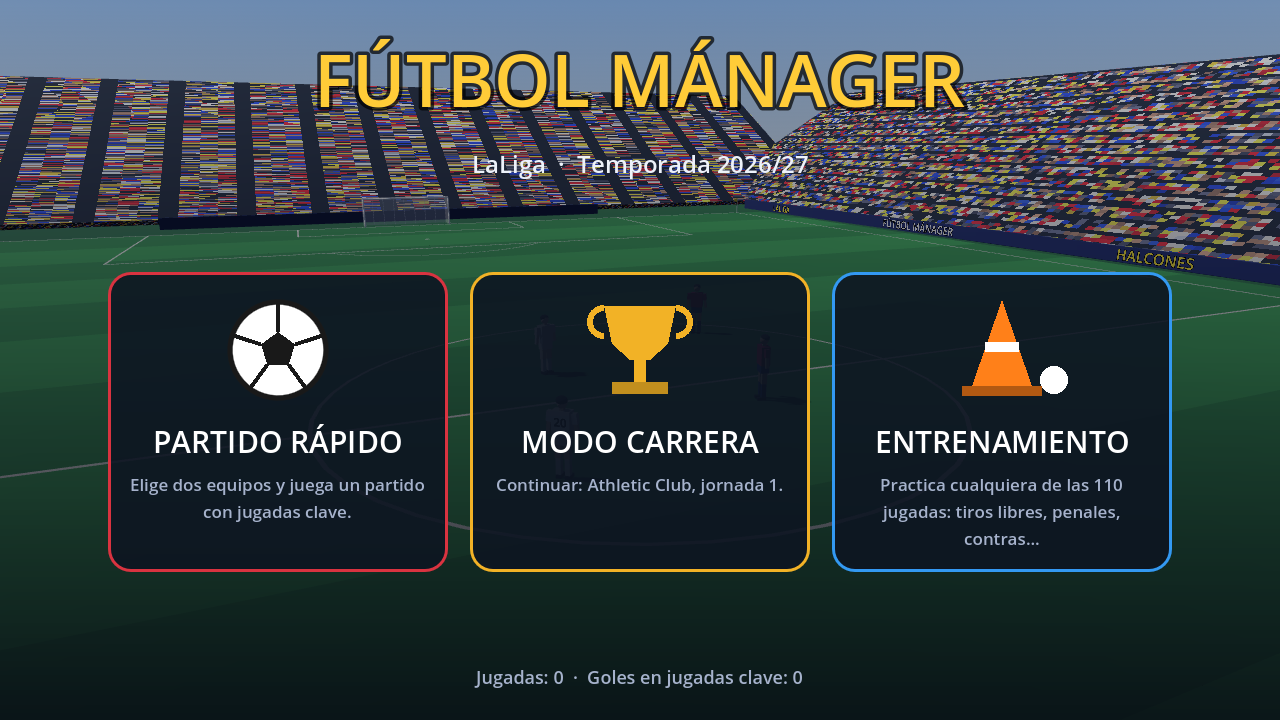 FÚTBOL MÁNAGER
LaLiga · Temporada 2026/27
FÚTBOL MÁNAGER
HALCONES
PARTIDO RÁPIDO
Elige dos equipos y juega un partido
con jugadas clave.
MODO CARRERA
Continuar: Athletic Club, jornada 1.
ENTRENAMIENTO
Practica cualquiera de las 110
jugadas: tiros libres, penales,
contras...
Jugadas: 0 · Goles en jugadas clave: 0